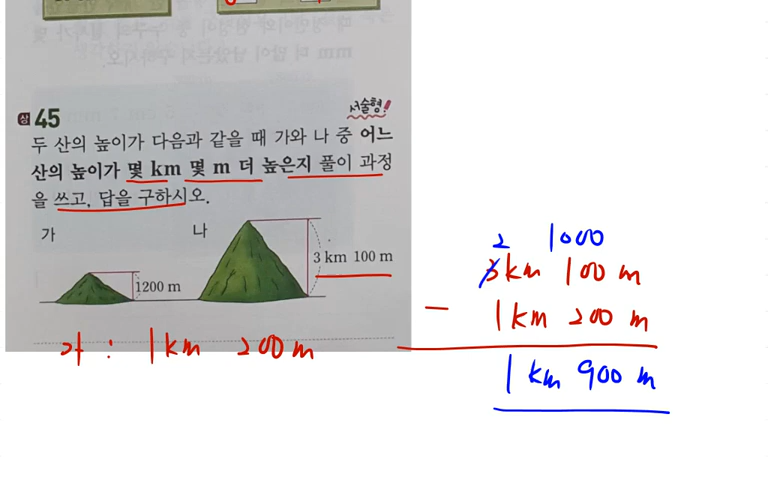 상 45
서술형!
두 산의 높이가 다음과 같을 때 가와 나 중 어느
산의 높이가 몇 km 몇 m 더 높은지 풀이 과정
을 쓰고, 답을 구하시오.
가
나
3 km 100 m
1200 m
가 : 1km 200m
2 1000
3km 100 m
- 1km 200 m
1 km 900 m